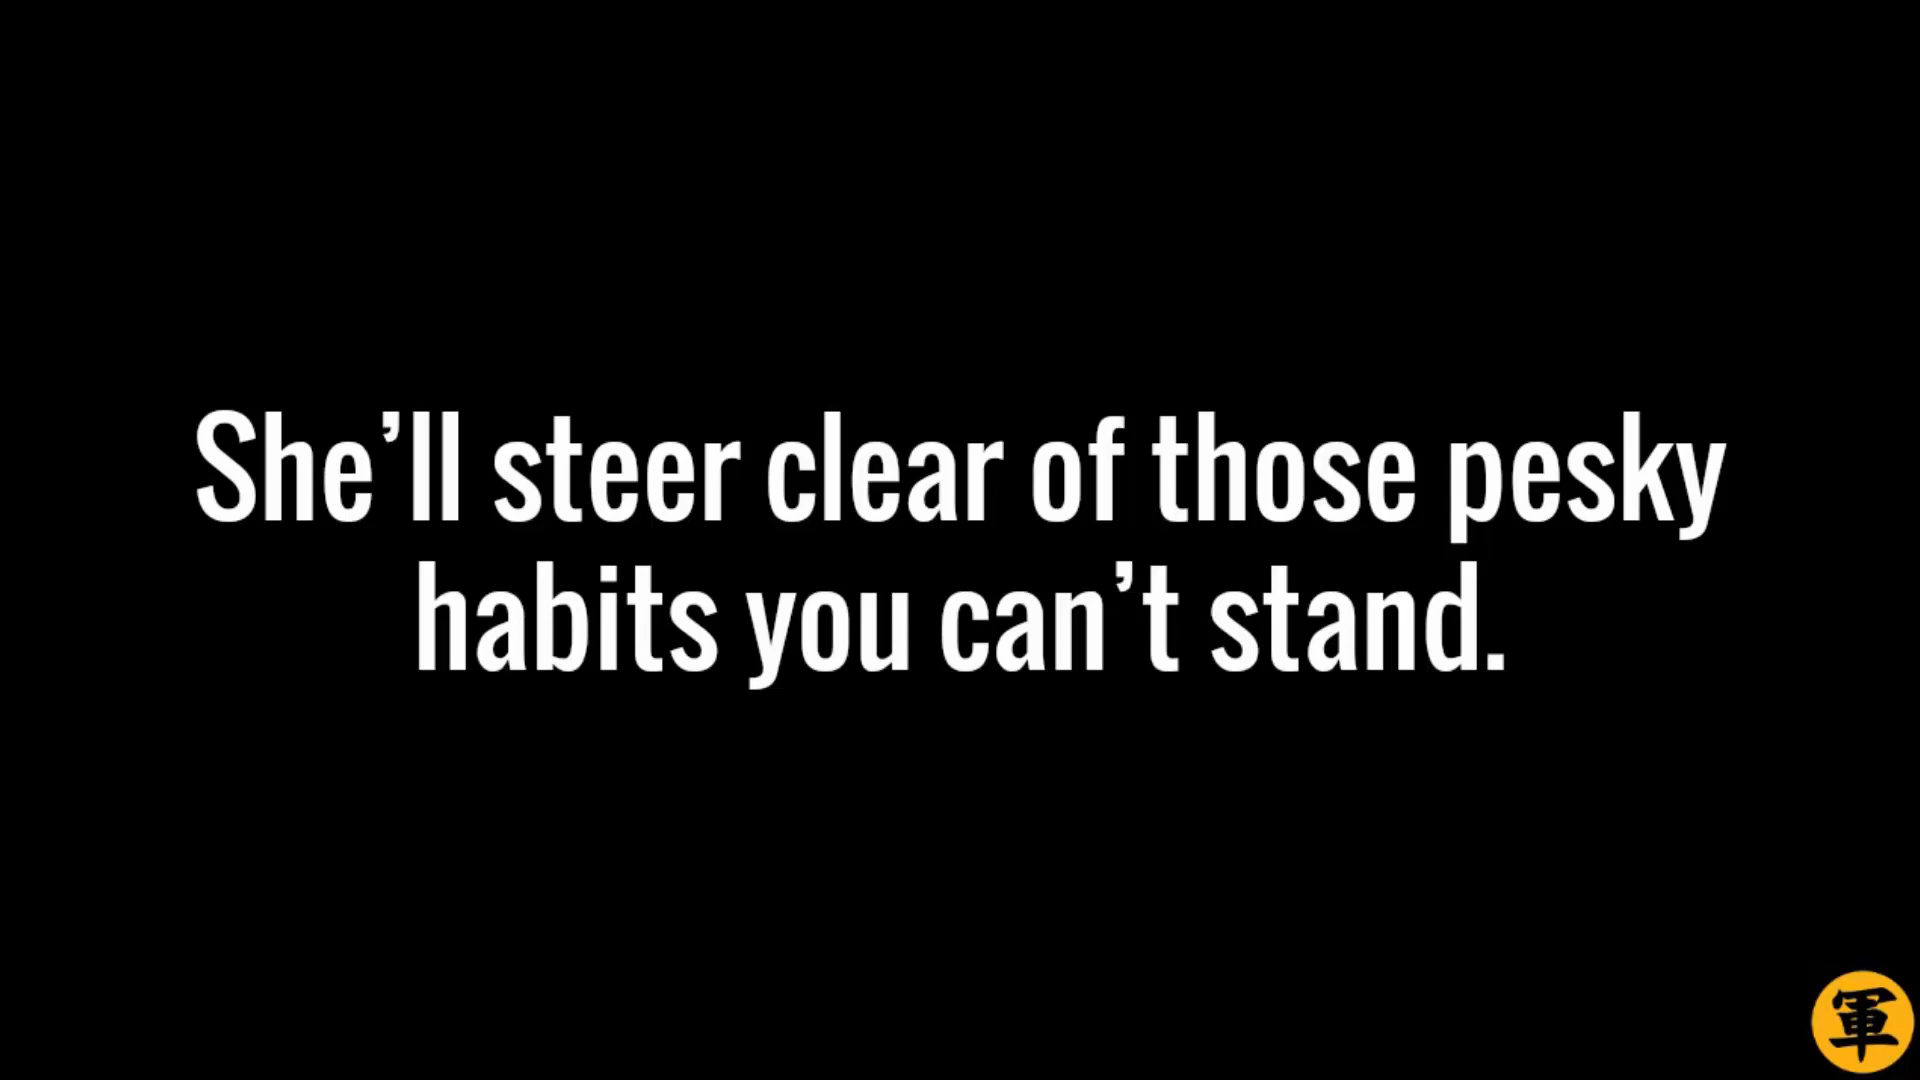 She’ll steer clear of those pesky
habits you can’t stand.
軍